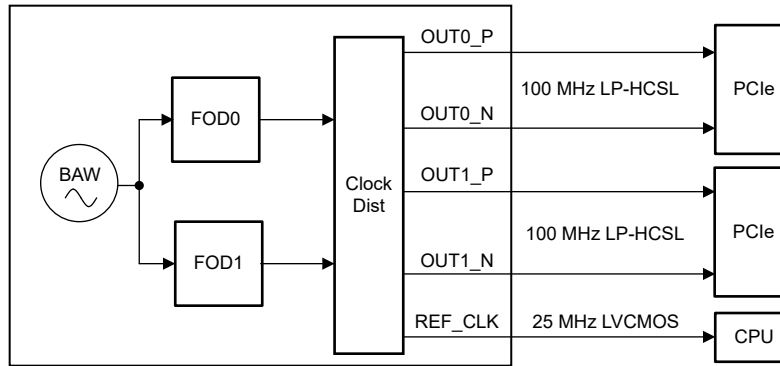 OUT0_P
100 MHz LP-HCSL
PCIe
FOD0
OUT0_N
BAW
Clock
Dist
OUT1_P
100 MHz LP-HCSL
PCIe
FOD1
OUT1_N
REF_CLK
25 MHz LVCMOS
CPU